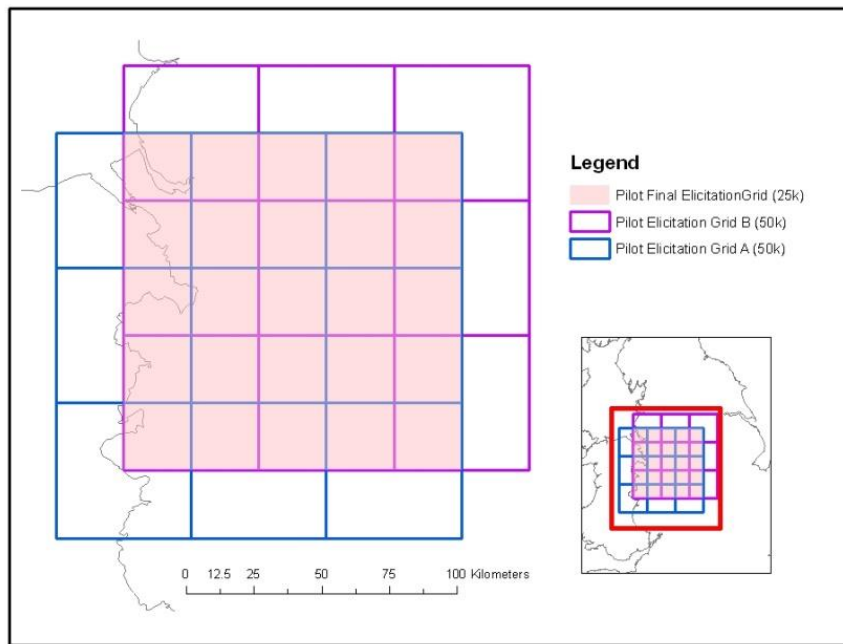 Legend
Pilot Final ElicitationGrid (25k)
Pilot Elicitation Grid B (50k)
Pilot Elicitation Grid A (50k)
0 12.5 25 50 75 100 Kilometers